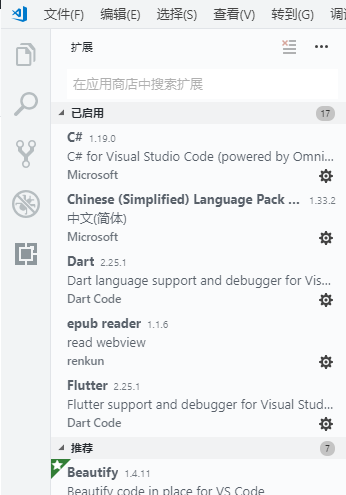 文件(F) 编辑(E) 选择(S) 查看(V) 转到(G)
扩展
在应用商店中搜索扩展
已启用 17
C# 1.19.0
C# for Visual Studio Code (powered by Omni...
Microsoft
Chinese (Simplified) Language Pack ... 1.33.2
中文(简体)
Microsoft
Dart 2.25.1
Dart language support and debugger for Vis...
Dart Code
epub reader 1.1.6
read webview
renkun
Flutter 2.25.1
Flutter support and debugger for Visual Stud...
Dart Code
推荐 7
Beautify 1.4.11
Beautify code in place for VS Code